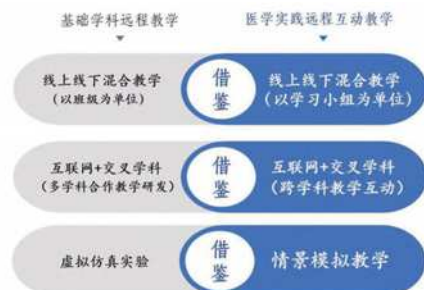 基础学科远程教学
医学实践远程互动教学
线上线下混合教学
(以班级为单位)
借鉴
线上线下混合教学
(以学习小组为单位)
互联网+交叉学科
(多学科合作教学研发)
借鉴
互联网+交叉学科
(跨学科教学互动)
虚拟仿真实验
借鉴
情景模拟教学